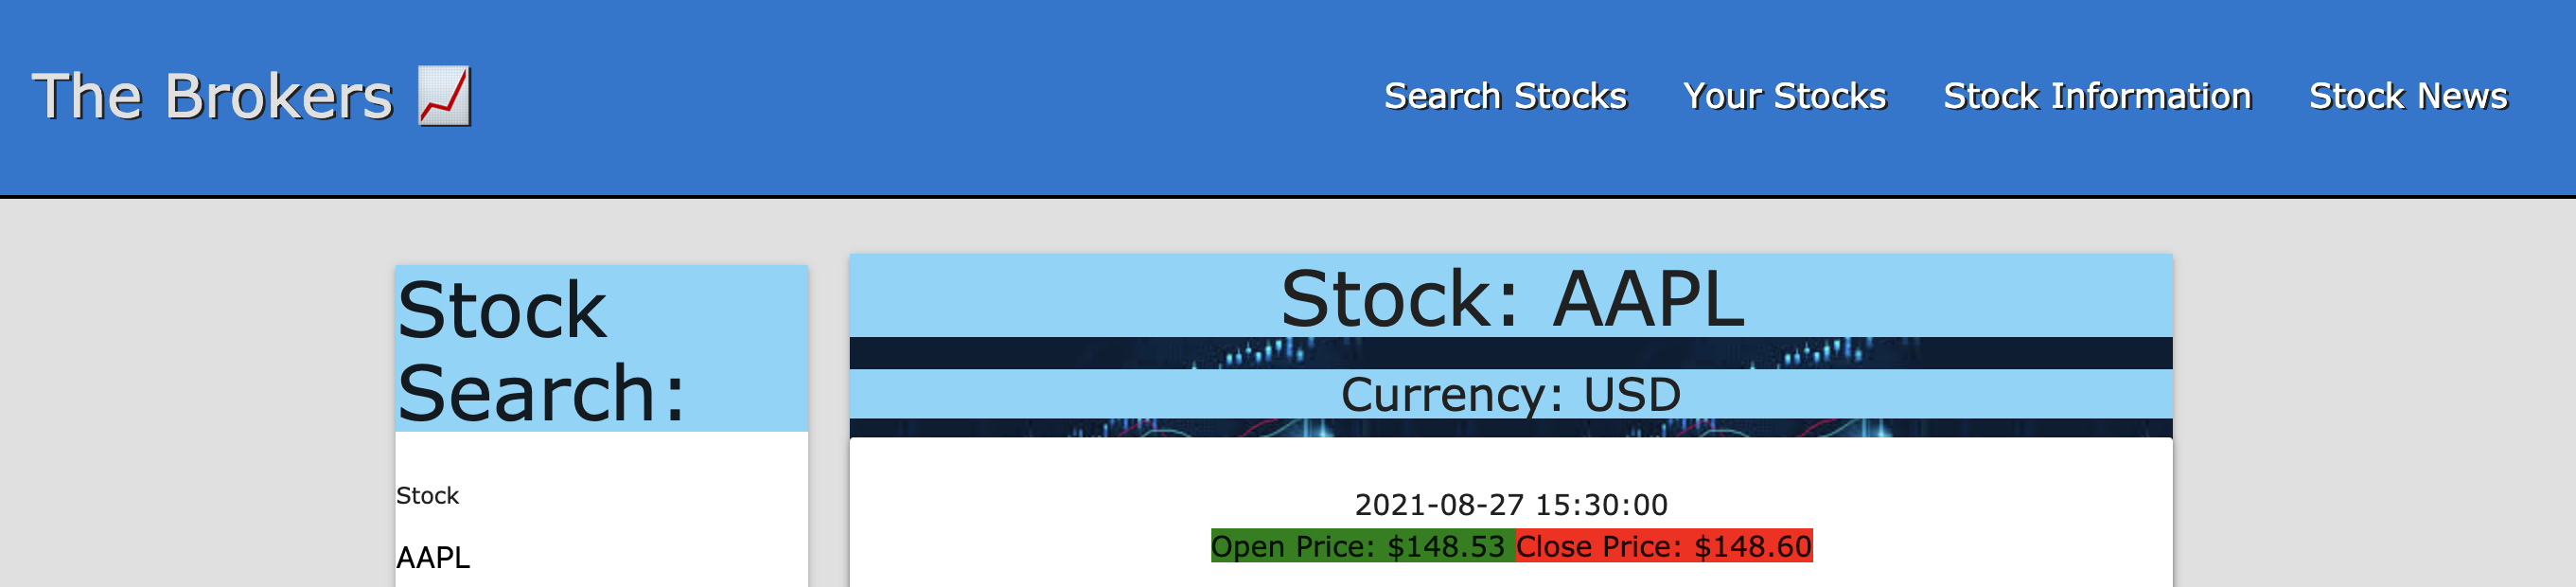 The Brokers 📈
Search Stocks Your Stocks Stock Information Stock News
Stock
Search:
Stock
AAPL
Stock: AAPL
Currency: USD
2021-08-27 15:30:00
Open Price: $148.53 Close Price: $148.60